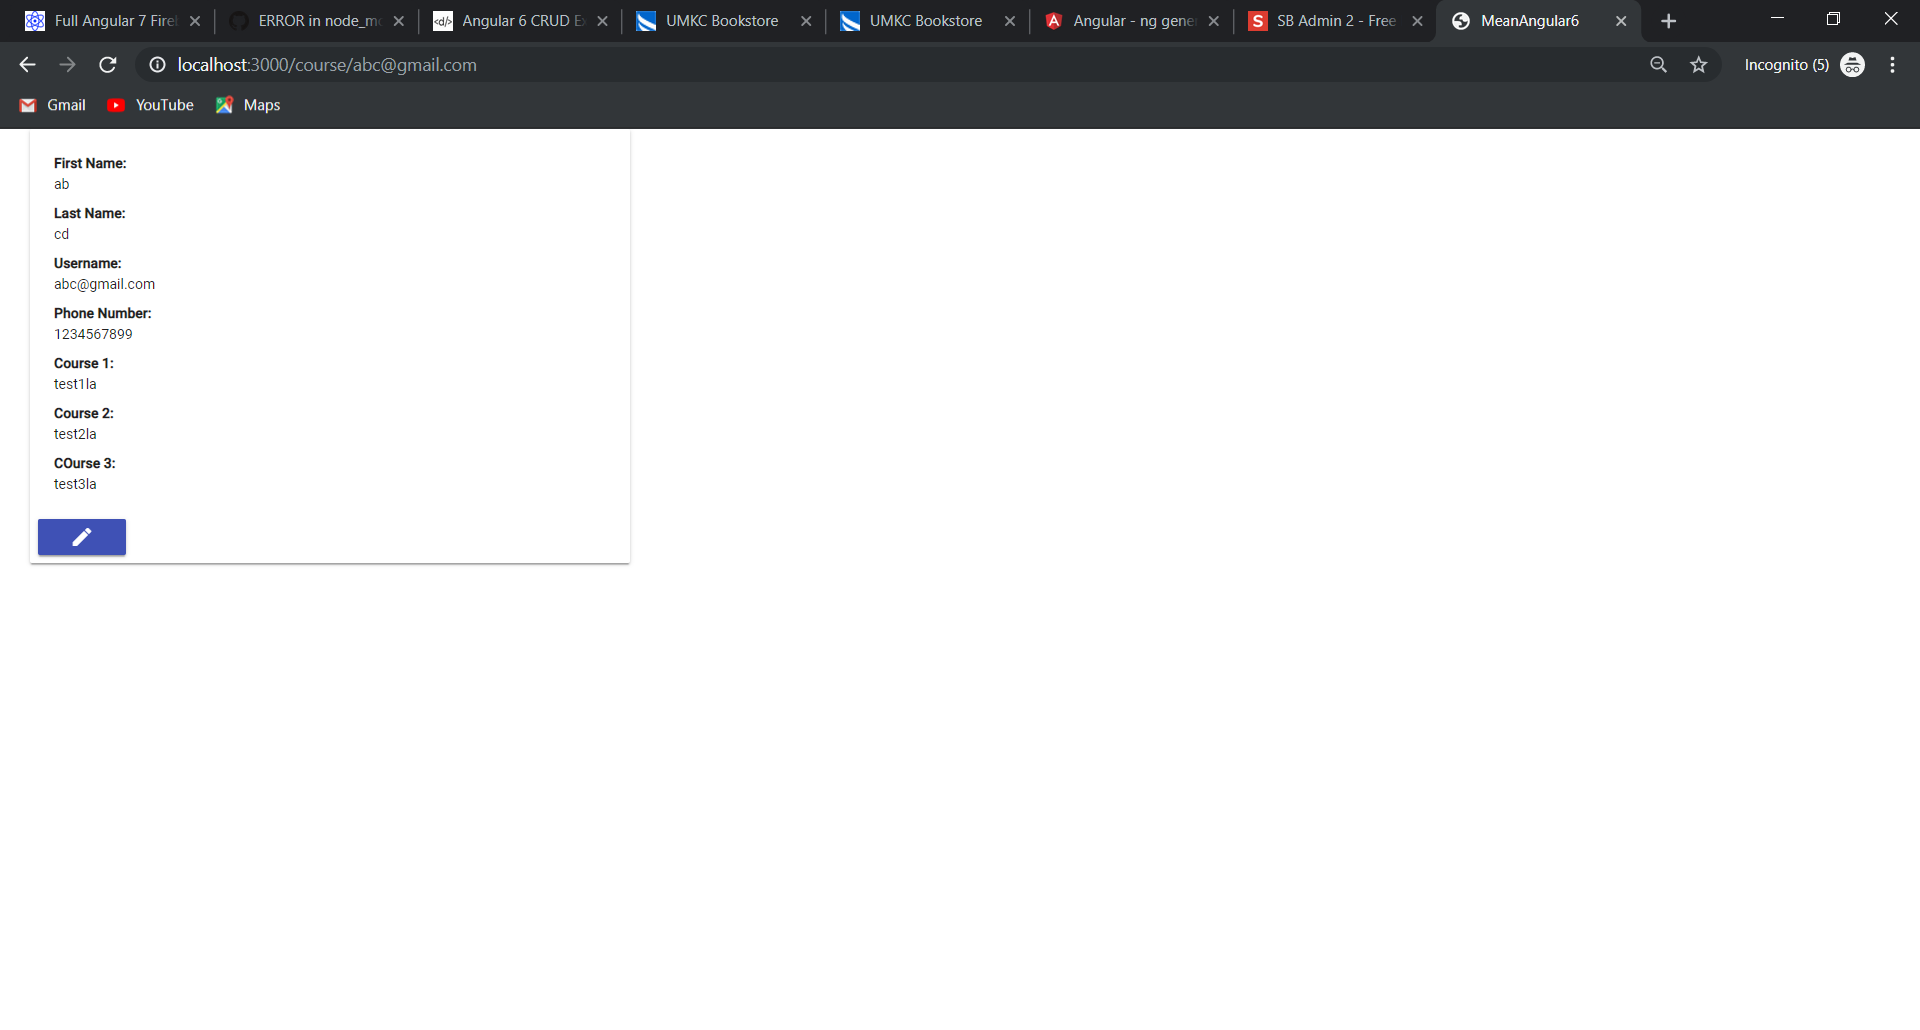 Full Angular 7 Fire
ERROR in node_mo
</> Angular 6 CRUD E
UMKC Bookstore
UMKC Bookstore
Angular - ng gene
SB Admin 2 - Free
MeanAngular6
localhost:3000/course/abc@gmail.com
Incognito (5)
Gmail
YouTube
Maps
First Name:
ab
Last Name:
cd
Username:
abc@gmail.com
Phone Number:
1234567899
Course 1:
test1la
Course 2:
test2la
COurse 3:
test3la